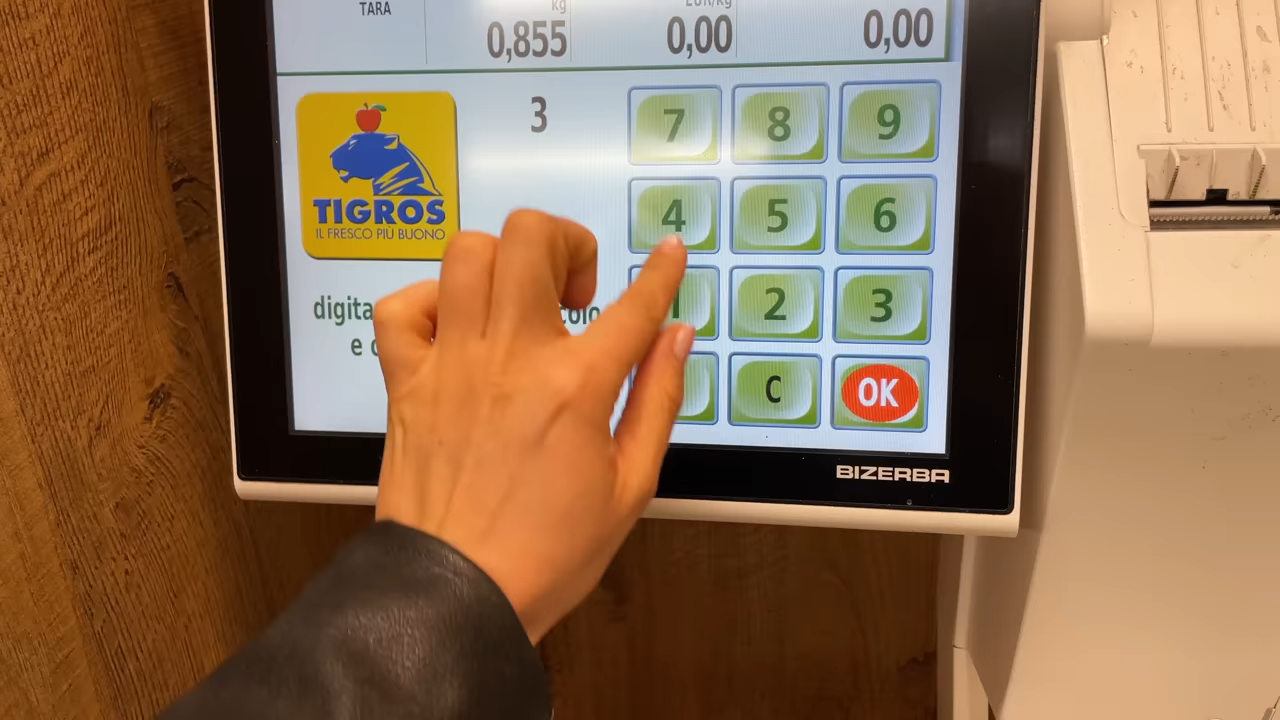 TARA
kg
EUR/kg
0,855
0,00
0,00
3
7
8
9
TIGROS
IL FRESCO PIÙ BUONO
4
5
6
digita
1
2
3
e
C
OK
BIZERBA